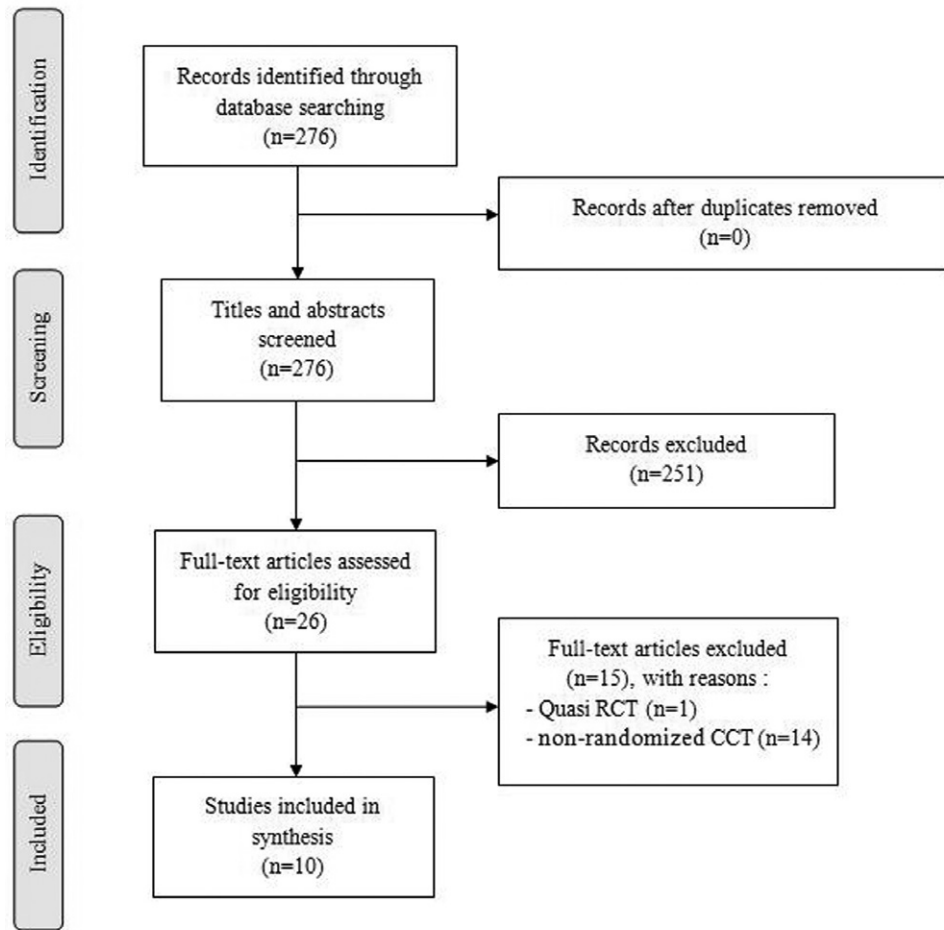 Identification
Records identified through
database searching
(n=276)
Records after duplicates removed
(n=0)
Screening
Titles and abstracts
screened
(n=276)
Records excluded
(n=251)
Eligibility
Full-text articles assessed
for eligibility
(n=26)
Full-text articles excluded
(n=15), with reasons :
- Quasi RCT (n=1)
- non-randomized CCT (n=14)
Included
Studies included in
synthesis
(n=10)